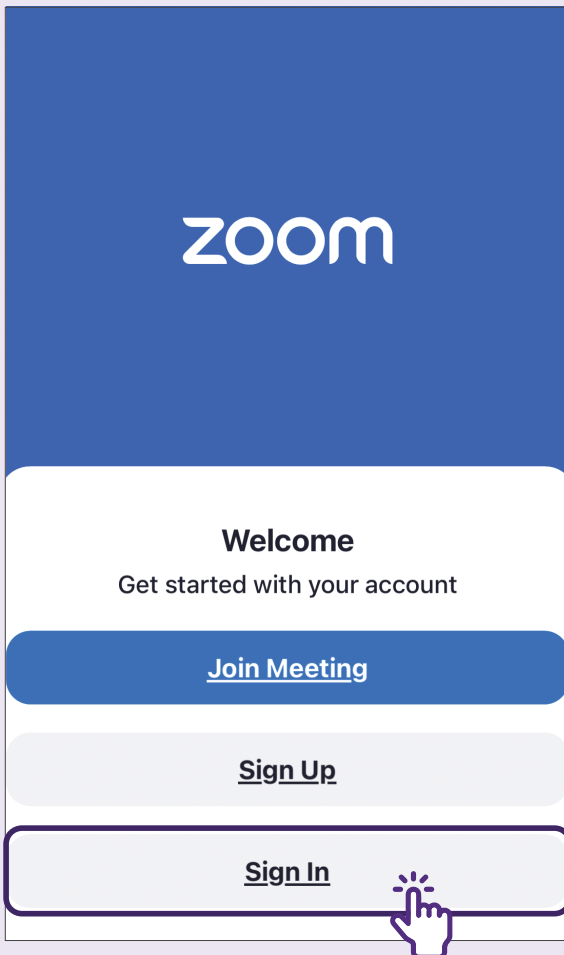 zoom
Welcome
Get started with your account
Join Meeting
Sign Up
Sign In